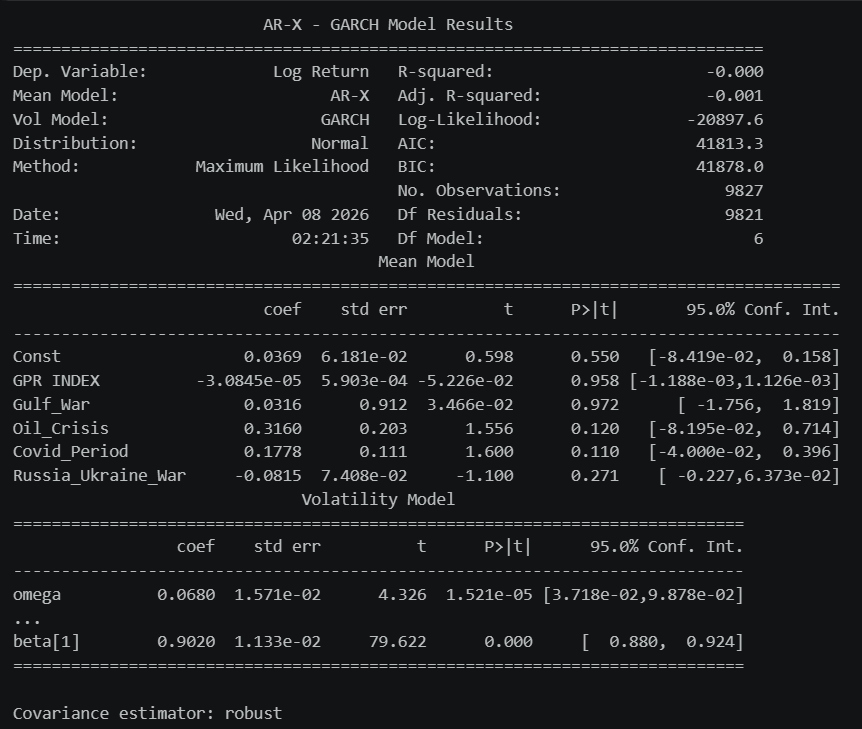 AR-X - GARCH Model Results
==============================================================================
Dep. Variable: Log Return R-squared: -0.000
Mean Model: AR-X Adj. R-squared: -0.001
Vol Model: GARCH Log-Likelihood: -20897.6
Distribution: Normal AIC: 41813.3
Method: Maximum Likelihood BIC: 41878.0
No. Observations: 9827
Date: Wed, Apr 08 2026 Df Residuals: 9821
Time: 02:21:35 Df Model: 6
Mean Model
======================================================================================
coef std err t P>|t| 95.0% Conf. Int.
--------------------------------------------------------------------------------------
Const 0.0369 6.181e-02 0.598 0.550 [-8.419e-02, 0.158]
GPR INDEX -3.0845e-05 5.903e-04 -5.226e-02 0.958 [-1.188e-03,1.126e-03]
Gulf_War 0.0316 0.912 3.466e-02 0.972 [ -1.756, 1.819]
Oil_Crisis 0.3160 0.203 1.556 0.120 [-8.195e-02, 0.714]
Covid_Period 0.1778 0.111 1.600 0.110 [-4.000e-02, 0.396]
Russia_Ukraine_War -0.0815 7.408e-02 -1.100 0.271 [ -0.227,6.373e-02]
Volatility Model
============================================================================
coef std err t P>|t| 95.0% Conf. Int.
----------------------------------------------------------------------------
omega 0.0680 1.571e-02 4.326 1.521e-05 [3.718e-02,9.878e-02]
...
beta[1] 0.9020 1.133e-02 79.622 0.000 [ 0.880, 0.924]
============================================================================
Covariance estimator: robust